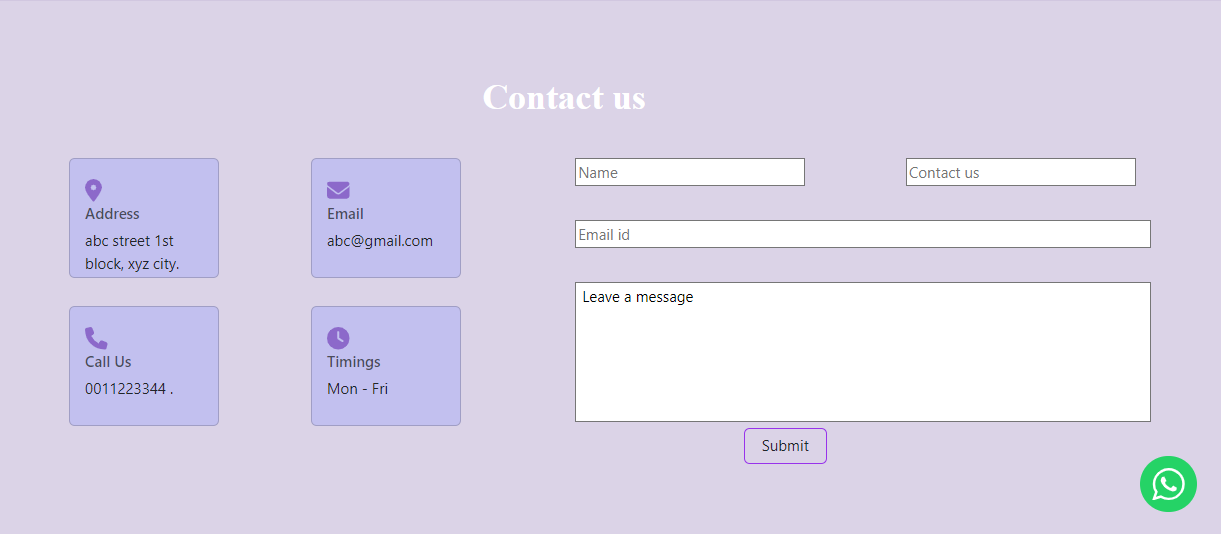 Contact us
Address
abc street 1st
block, xyz city.
Email
abc@gmail.com
Call Us
0011223344 .
Timings
Mon - Fri
Name
Contact us
Email id
Leave a message
Submit